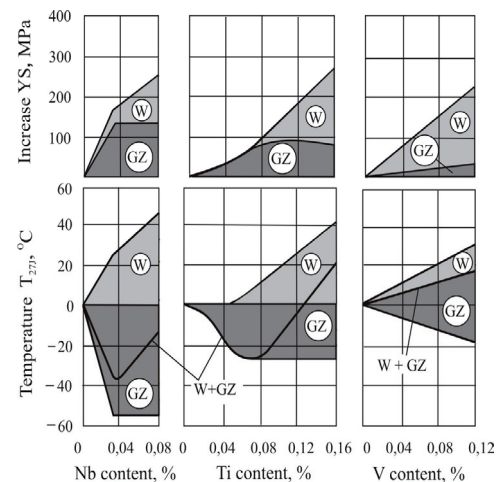 Increase YS, MPa
400
300
200
100
W
GZ
W
GZ
W
GZ
Temperature T₂₇J, °C
60
40
20
0
−20
−40
−60
W
GZ
W
GZ
W
GZ
W+GZ
W + GZ
0 0,04 0,08
0 0,04 0,08 0,12 0,16
0 0,04 0,08 0,12
Nb content, %
Ti content, %
V content, %